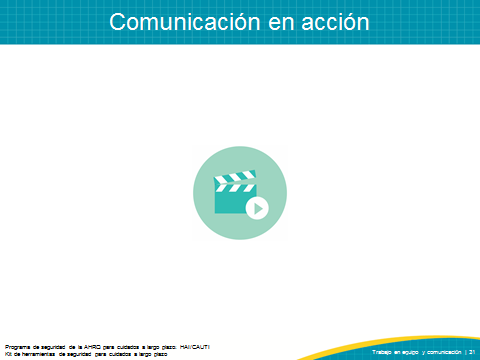 Comunicación en acción
Programa de seguridad de la AHRQ para cuidados a largo plazo: HAI/CAUTI
Kit de herramientas de seguridad para cuidados a largo plazo
Trabajo en equipo y comunicación | 31